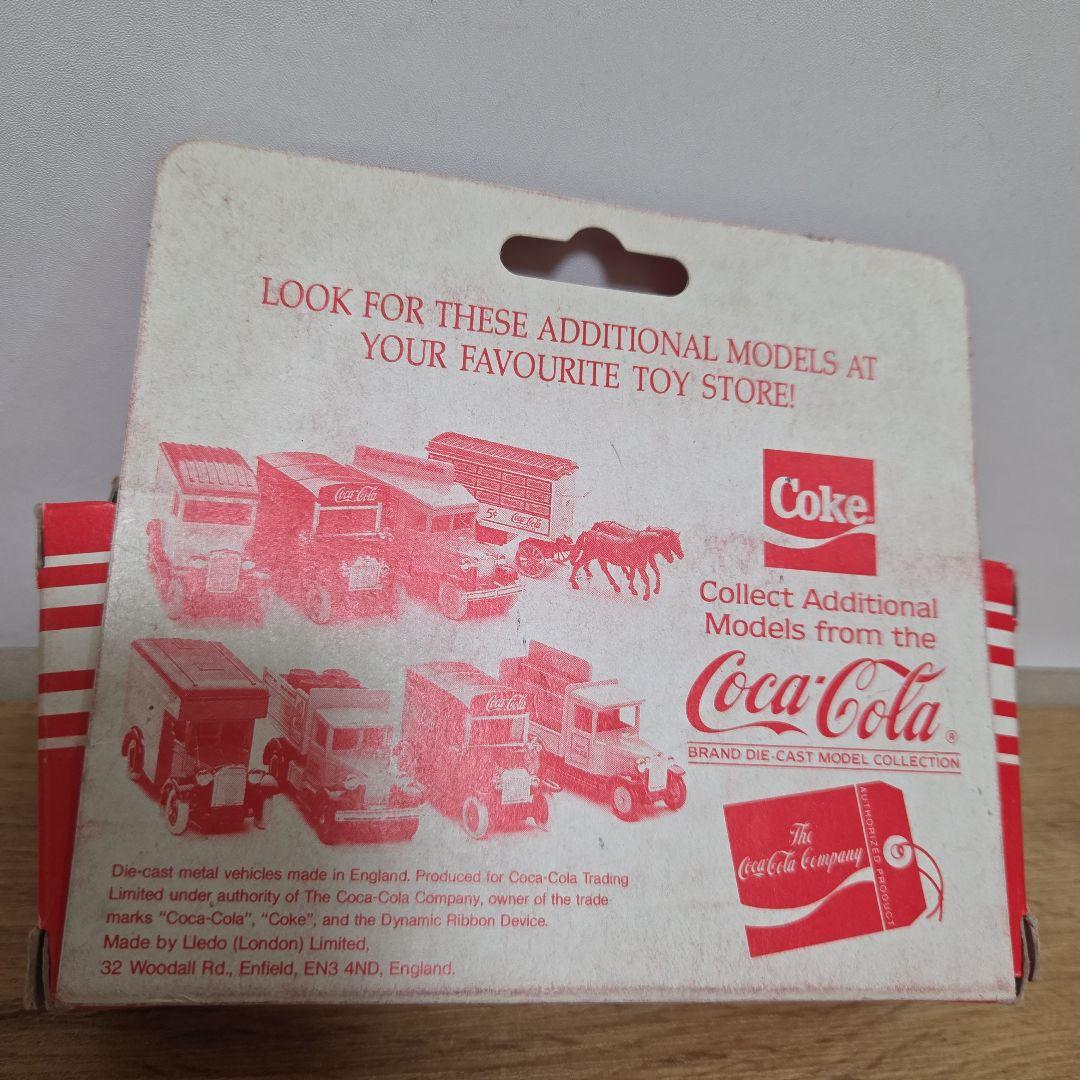 LOOK FOR THESE ADDITIONAL MODELS AT
YOUR FAVOURITE TOY STORE!
Coca-Cola
5¢
Coca-Cola
Coca-Cola
Coke
Collect Additional
Models from the
Coca-Cola®
BRAND DIE-CAST MODEL COLLECTION
The
Coca-Cola Company
AUTHORIZED PRODUCT
Die-cast metal vehicles made in England. Produced for Coca-Cola Trading
Limited under authority of The Coca-Cola Company, owner of the trade
marks “Coca-Cola”, “Coke”, and the Dynamic Ribbon Device.
Made by Lledo (London) Limited,
32 Woodall Rd., Enfield, EN3 4ND, England.